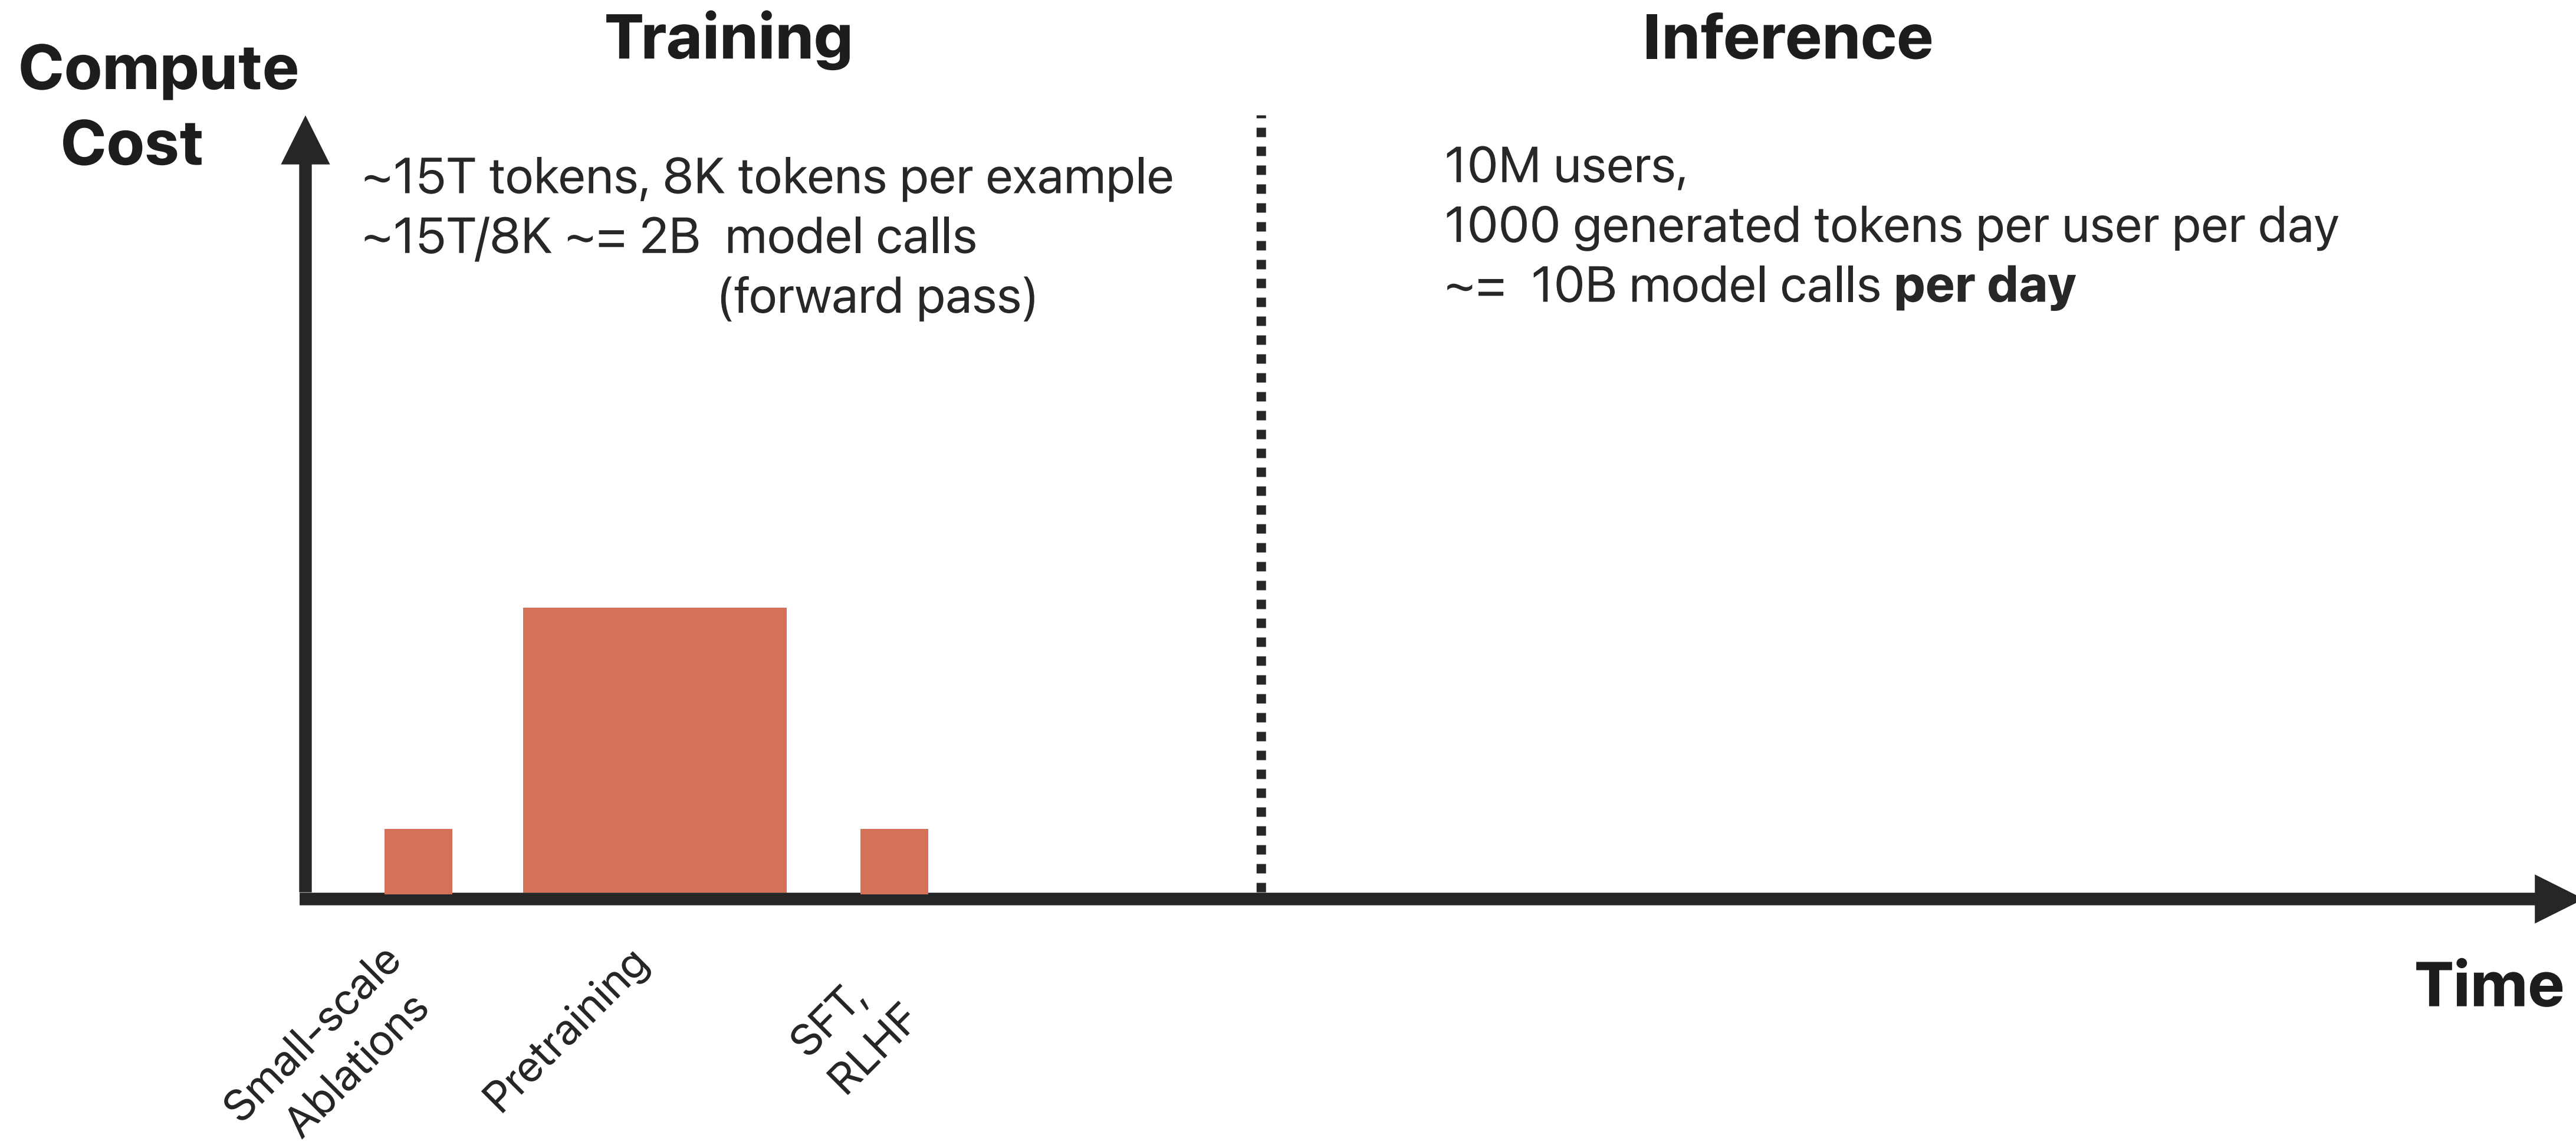 Training
Inference
Compute
Cost
~15T tokens, 8K tokens per example
~15T/8K ~= 2B  model calls
(forward pass)
10M users,
1000 generated tokens per user per day
~=  10B model calls per day
Small-scale
Ablations
Pretraining
SFT,
RLHF
Time